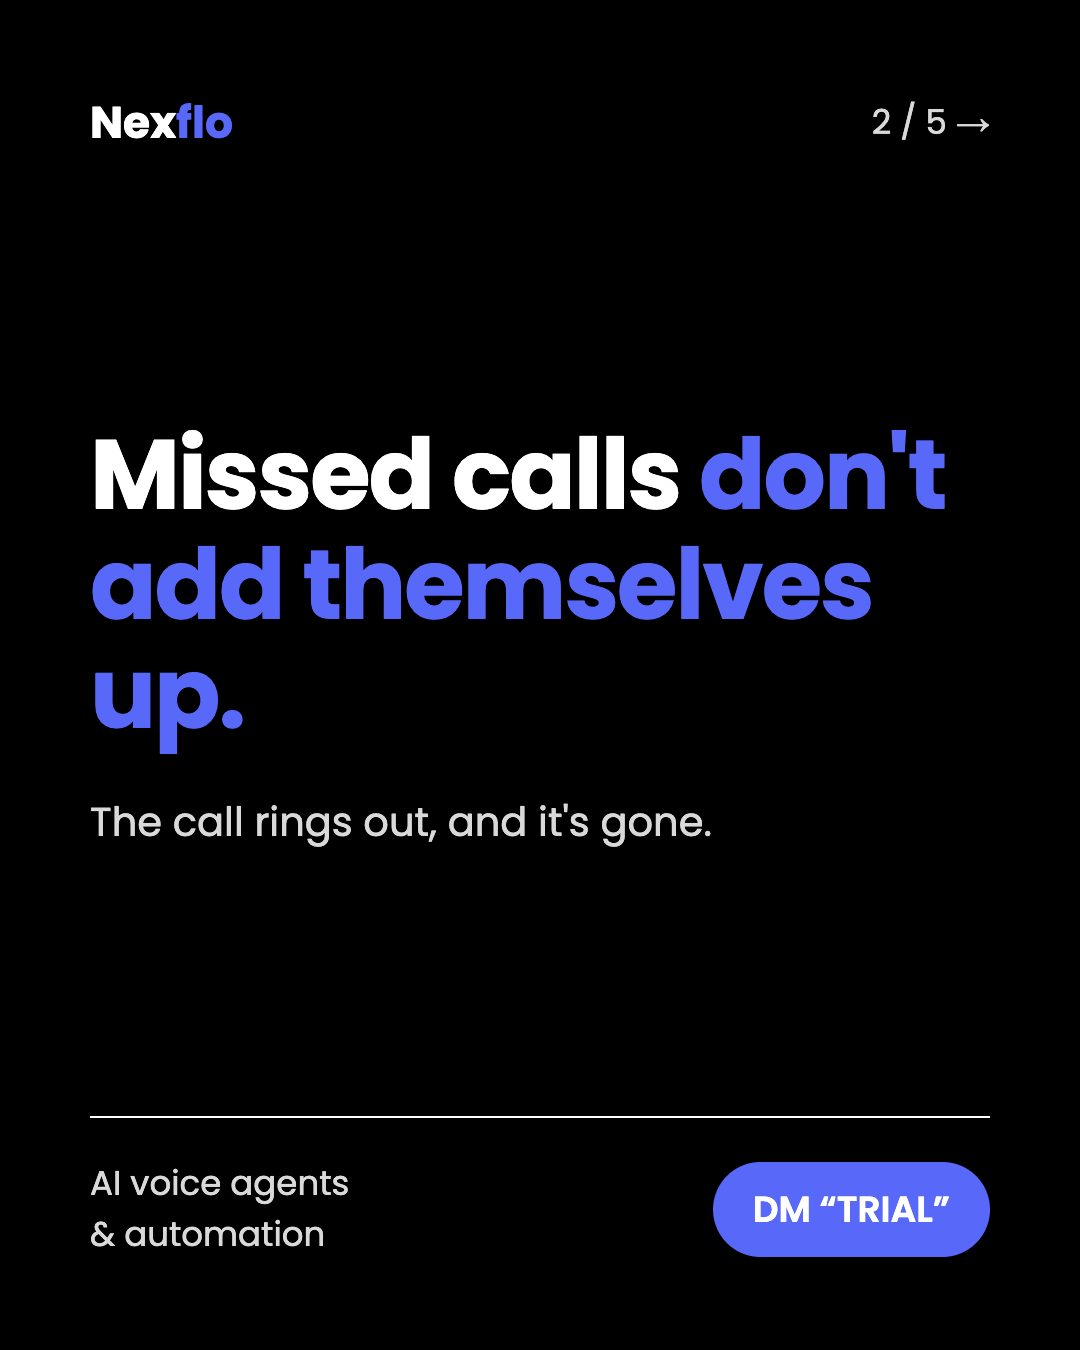 Nexflo
2 / 5 →
Missed calls don't
add themselves
up.
The call rings out, and it's gone.
AI voice agents
& automation
DM “TRIAL”